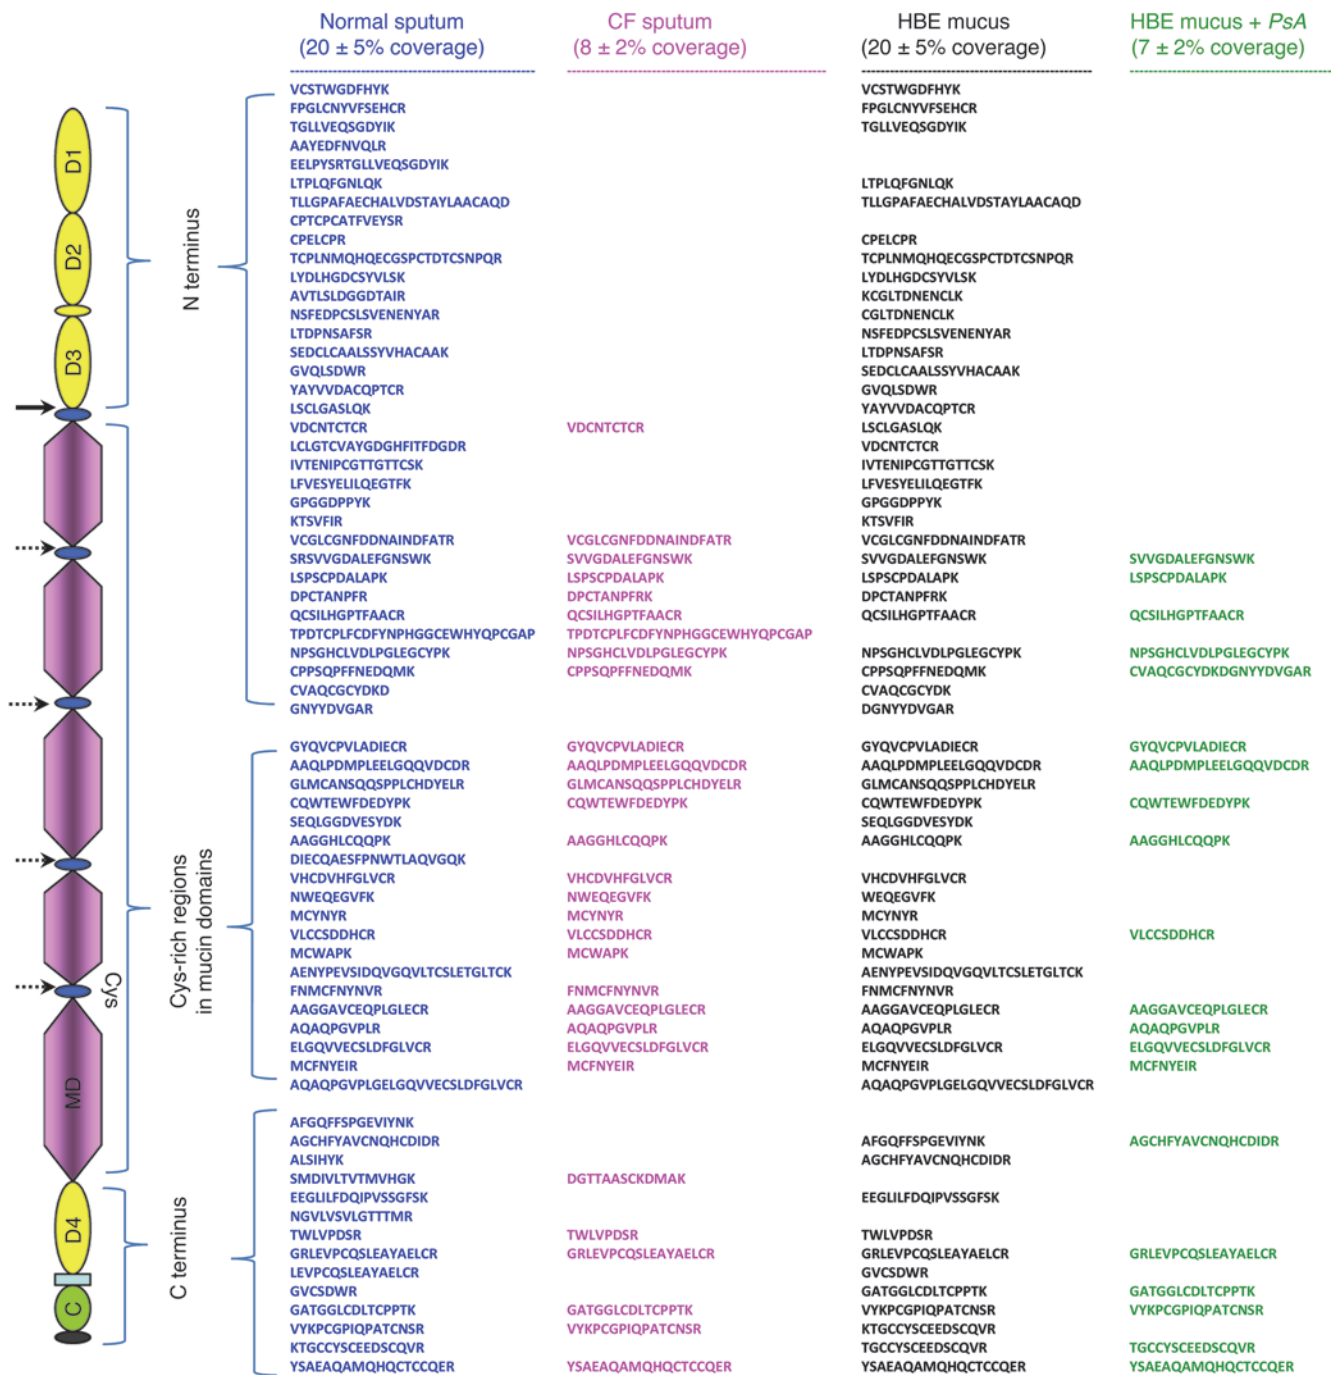 Normal sputum CF sputum HBE mucus HBE mucus + PsA
(20 ± 5% coverage) (8 ± 2% coverage) (20 ± 5% coverage) (7 ± 2% coverage)
VCSTWGDFHYK VCSTWGDFHYK
FPGLCNYVFSEHCR FPGLCNYVFSEHCR
TGLLVEQSGDYIK TGLLVEQSGDYIK
AAYEDFNVQLR
EELPYSRTGLLVEQSGDYIK
LTPLQFGNLQK LTPLQFGNLQK
TLLGPAFAECHALVDSTAYLAACAQD TLLGPAFAECHALVDSTAYLAACAQD
CPTCPCATFVEYSR
CPELCPR CPELCPR
TCPLNMQHQECGSPCTDTCSNPQR TCPLNMQHQECGSPCTDTCSNPQR
LYDLHGDCSYVLSK LYDLHGDCSYVLSK
AVTLSLDGGDTAIR KCGLTDNENCLK
NSFEDPCSLSVENENYAR CGLTDNENCLK
LTDPNSAFSR NSFEDPCSLSVENENYAR
SEDCLCAALSSYVHACAAK LTDPNSAFSR
GVQLSDWR SEDCLCAALSSYVHACAAK
YAYVVDACQPTCR GVQLSDWR
LSCLGASLQK YAYVVDACQPTCR
VDCNTCTCR VDCNTCTCR LSCLGASLQK
LCLGTCVAYGDGHFITFDGDR VDCNTCTCR
IVTENIPCGTTGTTCSK IVTENIPCGTTGTTCSK
LFVESYELILQEGTFK LFVESYELILQEGTFK
GPGGDPPYK GPGGDPPYK
KTSVFIR KTSVFIR
VCGLCGNFDDNAINDFATR VCGLCGNFDDNAINDFATR VCGLCGNFDDNAINDFATR
SRSVVGDALEFGNSWK SVVGDALEFGNSWK SVVGDALEFGNSWK SVVGDALEFGNSWK
LSPSCPDALAPK LSPSCPDALAPK LSPSCPDALAPK LSPSCPDALAPK
DPCTANPFR DPCTANPFRK
QCSILHGPTFAACR QCSILHGPTFAACR QCSILHGPTFAACR QCSILHGPTFAACR
TPDTCPLFCDFYNPHGGCEWHYQPCGAP TPDTCPLFCDFYNPHGGCEWHYQPCGAP
NPSGHCLVDLPGLEGCYPK NPSGHCLVDLPGLEGCYPK NPSGHCLVDLPGLEGCYPK NPSGHCLVDLPGLEGCYPK
CPPSQPFFNEDQMK CPPSQPFFNEDQMK CPPSQPFFNEDQMK CVAQCGCYDKDGNYYDVGAR
CVAQCGCYDKD CVAQCGCYDK
GNYYDVGAR DGNYYDVGAR
GYQVCPVLADIECR GYQVCPVLADIECR GYQVCPVLADIECR GYQVCPVLADIECR
AAQLPDMPLEELGQQVDCDR AAQLPDMPLEELGQQVDCDR AAQLPDMPLEELGQQVDCDR AAQLPDMPLEELGQQVDCDR
GLMCANSQQSPPLCHDYELR GLMCANSQQSPPLCHDYELR GLMCANSQQSPPLCHDYELR
CQWTEWFDEDYPK CQWTEWFDEDYPK CQWTEWFDEDYPK CQWTEWFDEDYPK
SEQLGGDVESYDK SEQLGGDVESYDK
AAGGHLCQQPK AAGGHLCQQPK AAGGHLCQQPK AAGGHLCQQPK
DIECQAESFPNWTLAQVGQK
VHCDVHFGLVCR VHCDVHFGLVCR VHCDVHFGLVCR
NWEQEGVFK NWEQEGVFK WEQEGVFK
MCYNYR MCYNYR MCYNYR
VLCCSDDHCR VLCCSDDHCR VLCCSDDHCR VLCCSDDHCR
MCWAPK MCWAPK MCWAPK
AENYPEVSIDQVGQVLTCSLETGLTCK AENYPEVSIDQVGQVLTCSLETGLTCK
FNMCFNYNVR FNMCFNYNVR FNMCFNYNVR
AAGGAVCEQPLGLECR AAGGAVCEQPLGLECR AAGGAVCEQPLGLECR AAGGAVCEQPLGLECR
AQAQPGVPLR AQAQPGVPLR AQAQPGVPLR AQAQPGVPLR
ELGQVVECSLDFGLVCR ELGQVVECSLDFGLVCR ELGQVVECSLDFGLVCR ELGQVVECSLDFGLVCR
MCFNYEIR MCFNYEIR MCFNYEIR MCFNYEIR
AQAQPGVPLGELGQVVECSLDFGLVCR AQAQPGVPLGELGQVVECSLDFGLVCR
AFGQFFSPGEVIYNK
AGCHFYAVCNQHCDIDR AFGQFFSPGEVIYNK AGCHFYAVCNQHCDIDR
ALSIHYK AGCHFYAVCNQHCDIDR
SMDIVLTVTMVHGK DGTTAASCKDMAK
EEGLILFDQIPVSSGFSK EEGLILFDQIPVSSGFSK
NGVLVSVLGTTTMR
TWLVPDSR TWLVPDSR TWLVPDSR
GRLEVPCQSLEAYAELCR GRLEVPCQSLEAYAELCR GRLEVPCQSLEAYAELCR GRLEVPCQSLEAYAELCR
LEVPCQSLEAYAELCR GVCSDWR
GVCSDWR GATGGLCDLTCPPTK GATGGLCDLTCPPTK
GATGGLCDLTCPPTK GATGGLCDLTCPPTK VYKPCGPIQPATCNSR VYKPCGPIQPATCNSR
VYKPCGPIQPATCNSR VYKPCGPIQPATCNSR KTGCCYSCEEDSCQVR
KTGCCYSCEEDSCQVR TGCCYSCEEDSCQVR TGCCYSCEEDSCQVR
YSAEAQAMQHQCTCCQER YSAEAQAMQHQCTCCQER YSAEAQAMQHQCTCCQER YSAEAQAMQHQCTCCQER
D1
D2
D3
Cys
MD
D4
C
N terminus
Cys-rich regions
in mucin domains
C terminus